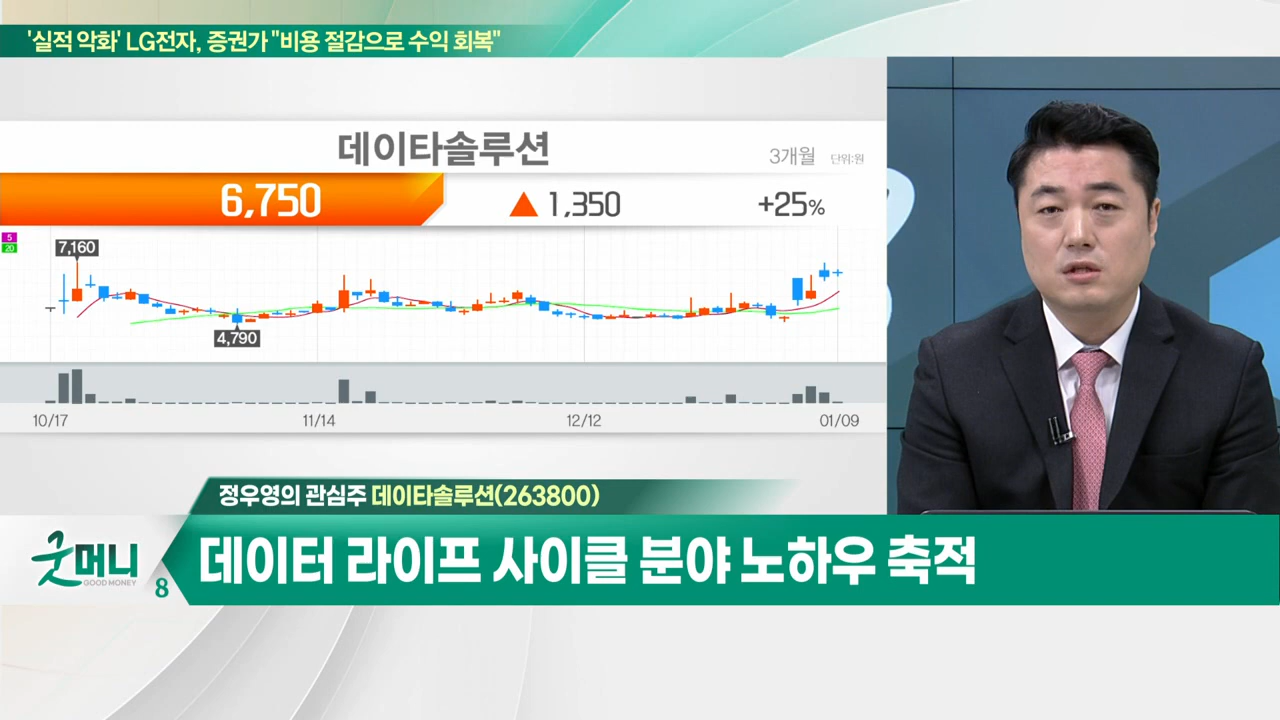 '실적 악화' LG전자, 증권가 "비용 절감으로 수익 회복"
데이타솔루션
3개월 단위:원
6,750 ▲ 1,350 +25%
5
20
7,160
4,790
10/17 11/14 12/12 01/09
정우영의 관심주 데이타솔루션(263800)
굿머니
GOOD MONEY
8
데이터 라이프 사이클 분야 노하우 축적